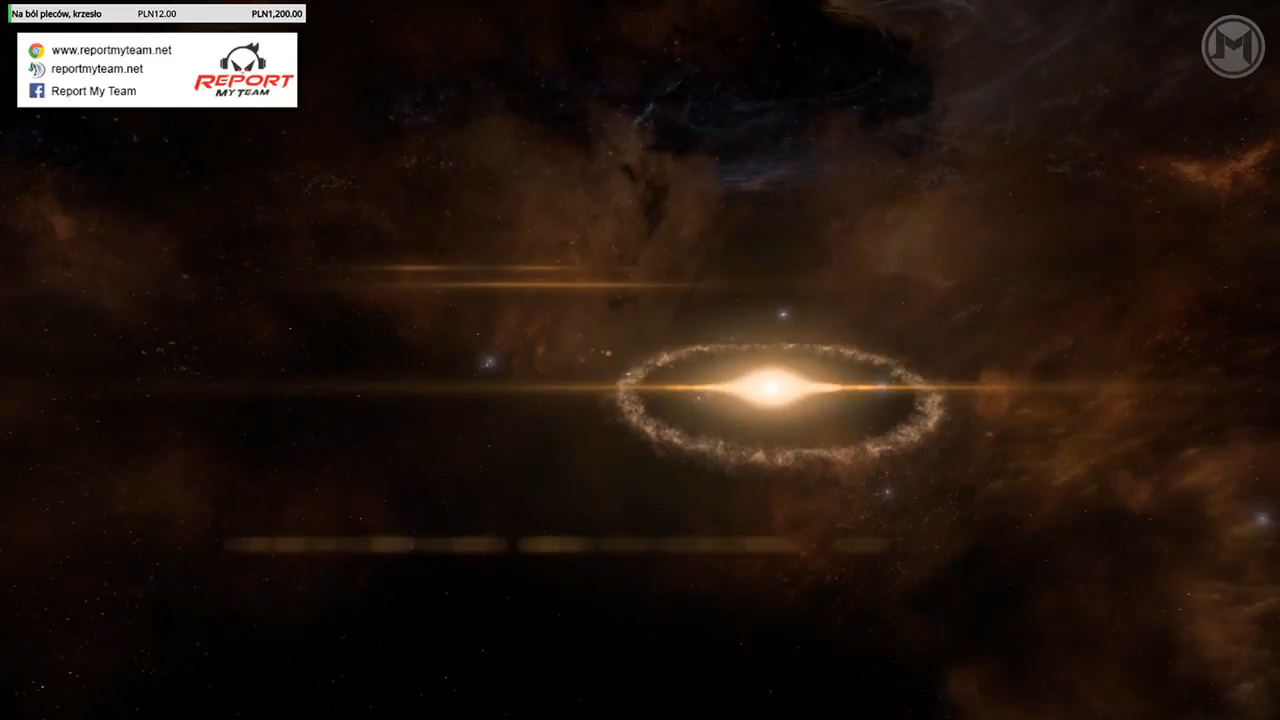 Na ból pleców, krzesło PLN12.00 PLN1,200.00
www.reportmyteam.net
reportmyteam.net
Report My Team
REPORT
MY TEAM